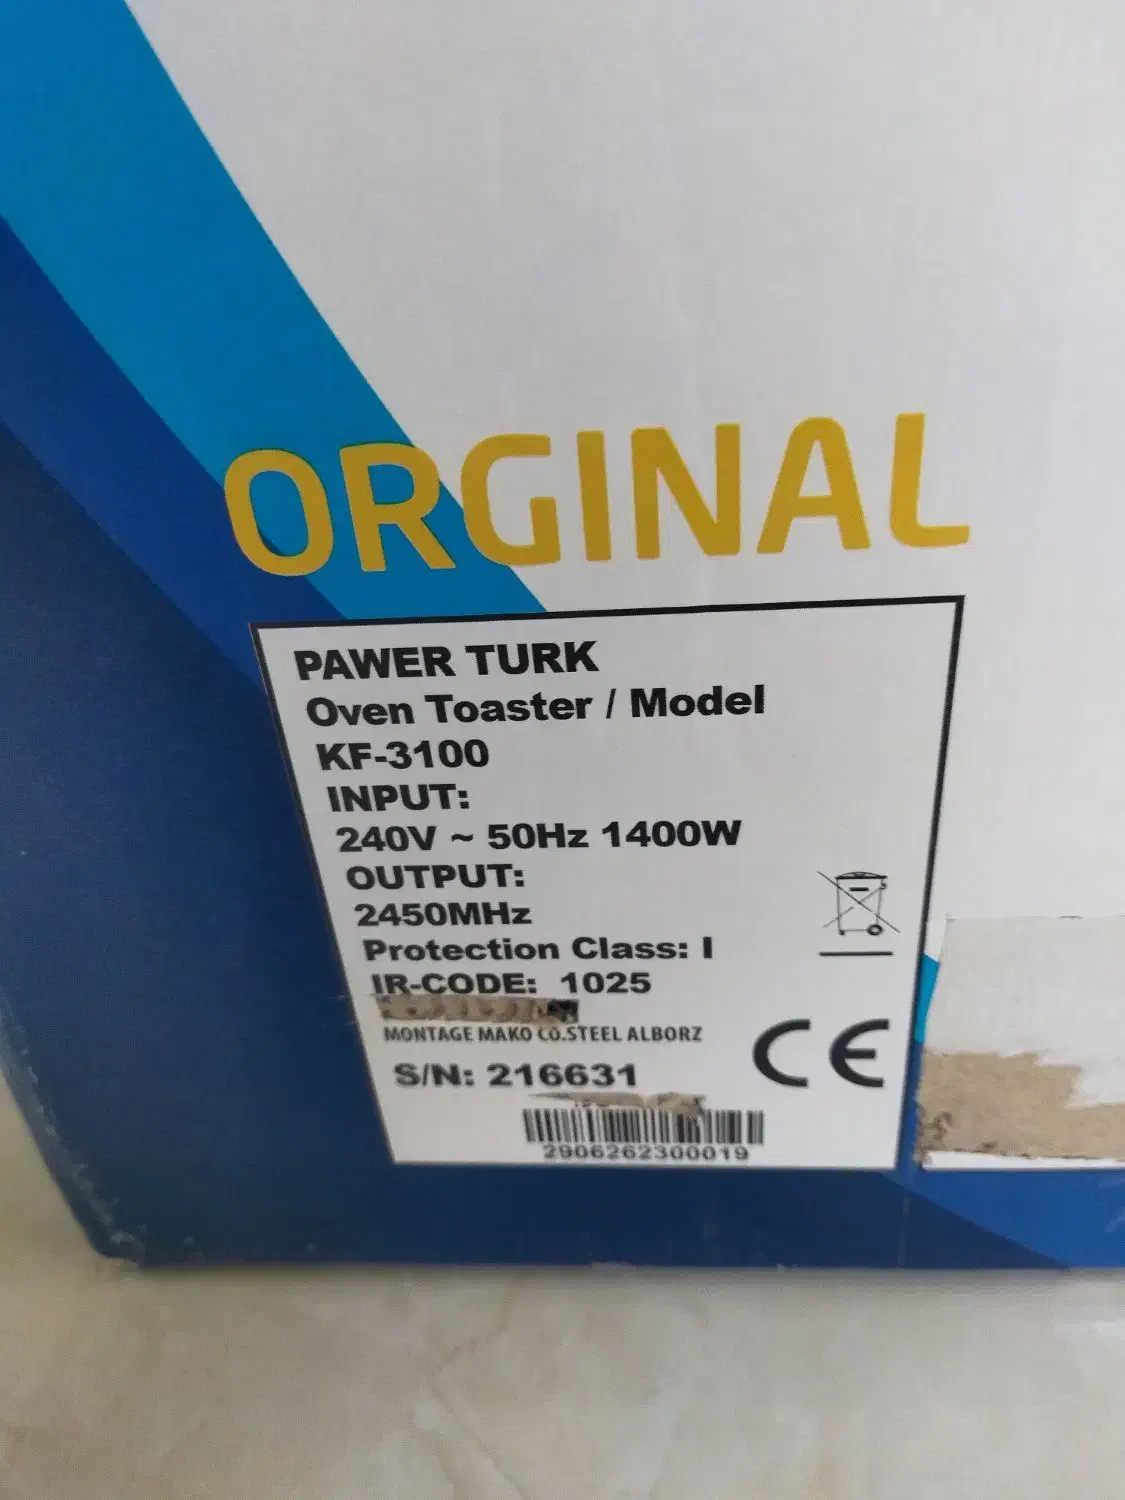 ORGINAL
PAWER TURK
Oven Toaster / Model
KF-3100
INPUT:
240V ~ 50Hz 1400W
OUTPUT:
2450MHz
Protection Class: I
IR-CODE: 1025
MONTAGE MAKO CO.STEEL ALBORZ
S/N: 216631
CE
2906262300019